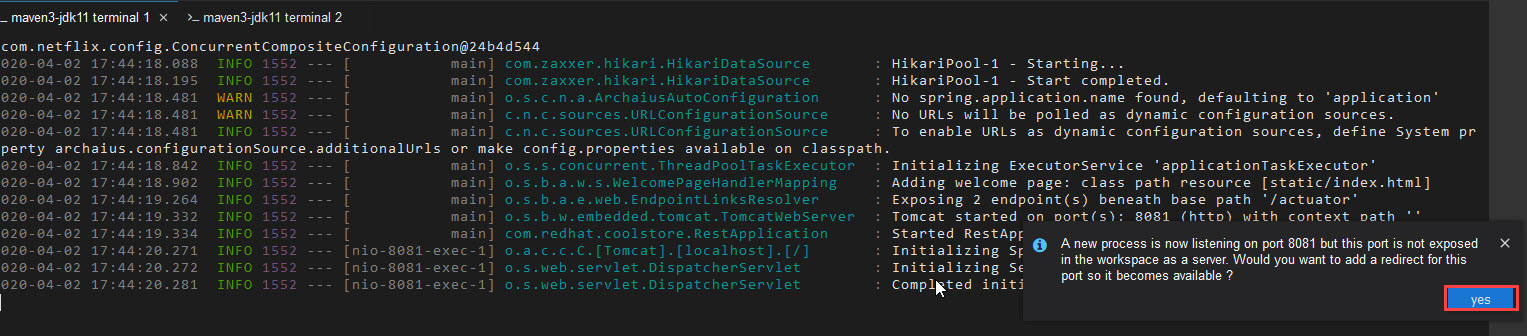 maven3-jdk11 terminal 1 × >_ maven3-jdk11 terminal 2
com.netflix.config.ConcurrentCompositeConfiguration@24b4d544
020-04-02 17:44:18.088 INFO 1552 --- [ main] com.zaxxer.hikari.HikariDataSource : HikariPool-1 - Starting...
020-04-02 17:44:18.195 INFO 1552 --- [ main] com.zaxxer.hikari.HikariDataSource : HikariPool-1 - Start completed.
020-04-02 17:44:18.481 WARN 1552 --- [ main] o.s.c.n.a.ArchaiusAutoConfiguration : No spring.application.name found, defaulting to 'application'
020-04-02 17:44:18.481 WARN 1552 --- [ main] c.n.c.sources.URLConfigurationSource : No URLs will be polled as dynamic configuration sources.
020-04-02 17:44:18.481 INFO 1552 --- [ main] c.n.c.sources.URLConfigurationSource : To enable URLs as dynamic configuration sources, define System pr
perty archaius.configurationSource.additionalUrls or make config.properties available on classpath.
020-04-02 17:44:18.842 INFO 1552 --- [ main] o.s.s.concurrent.ThreadPoolTaskExecutor : Initializing ExecutorService 'applicationTaskExecutor'
020-04-02 17:44:18.902 INFO 1552 --- [ main] o.s.b.a.w.s.WelcomePageHandlerMapping : Adding welcome page: class path resource [static/index.html]
020-04-02 17:44:19.264 INFO 1552 --- [ main] o.s.b.a.e.web.EndpointLinksResolver : Exposing 2 endpoint(s) beneath base path '/actuator'
020-04-02 17:44:19.332 INFO 1552 --- [ main] o.s.b.w.embedded.tomcat.TomcatWebServer : Tomcat started on port(s): 8081 (http) with context path ''
020-04-02 17:44:19.334 INFO 1552 --- [ main] com.redhat.coolstore.RestApplication : Started RestApp
020-04-02 17:44:20.271 INFO 1552 --- [nio-8081-exec-1] o.a.c.c.C.[Tomcat].[localhost].[/] : Initializing Sp
020-04-02 17:44:20.272 INFO 1552 --- [nio-8081-exec-1] o.s.web.servlet.DispatcherServlet : Initializing Se
020-04-02 17:44:20.281 INFO 1552 --- [nio-8081-exec-1] o.s.web.servlet.DispatcherServlet : Completed initi
A new process is now listening on port 8081 but this port is not exposed
in the workspace as a server. Would you want to add a redirect for this
port so it becomes available ?
yes